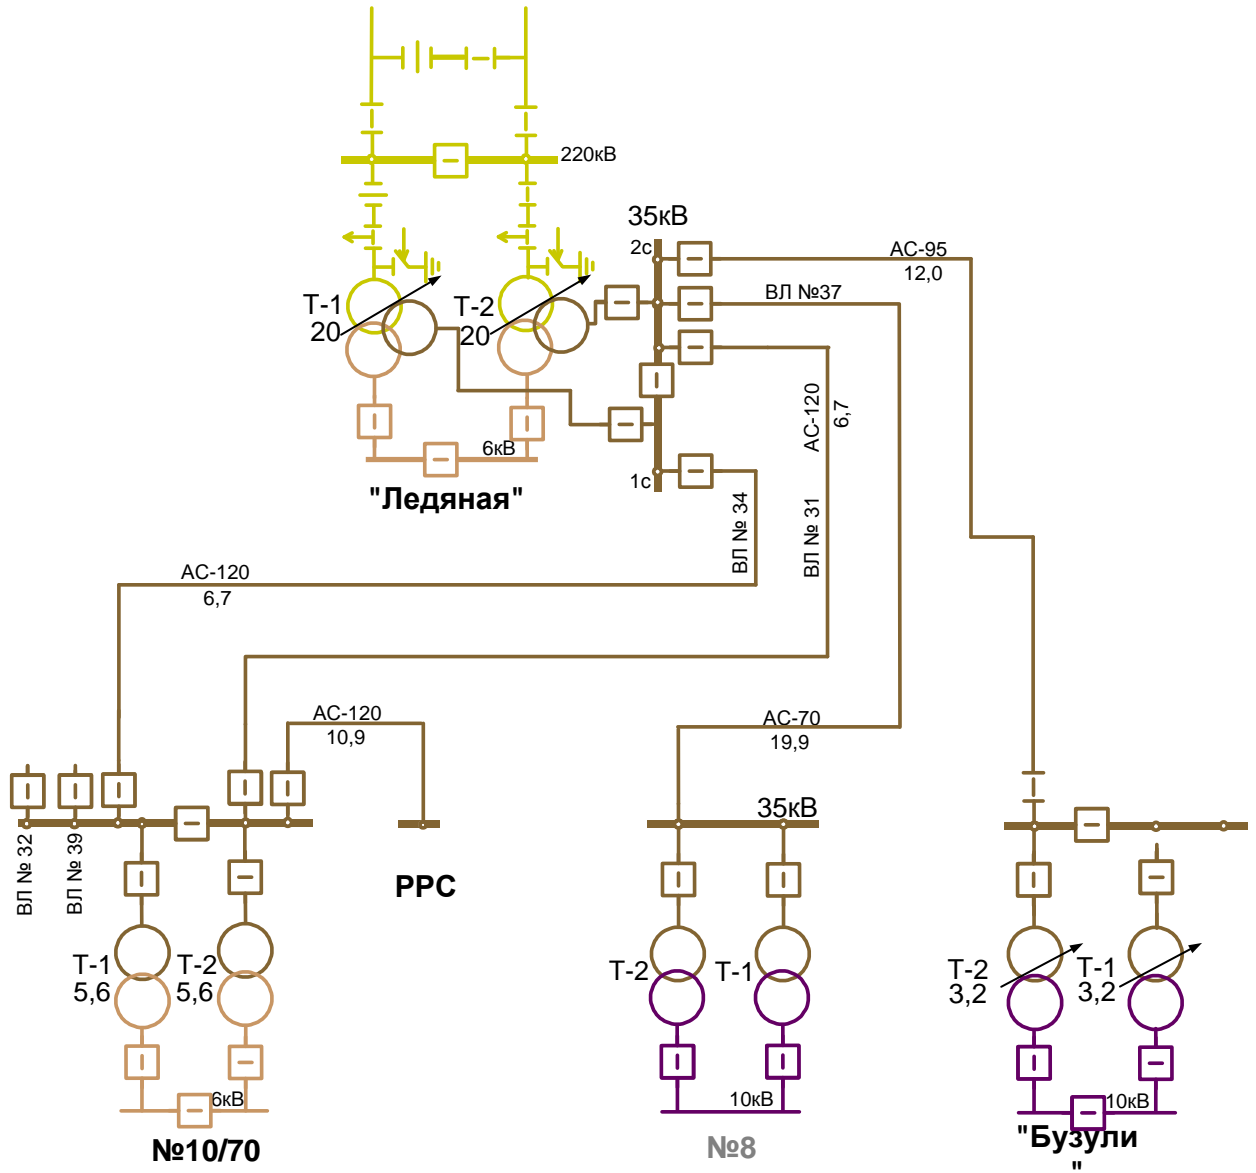 220кВ
35кВ
2с
АС-95
12,0
ВЛ №37
Т-1
20
Т-2
20
АС-120
6,7
6кВ
"Ледяная"
1с
ВЛ № 34
ВЛ № 31
АС-120
6,7
АС-120
10,9
АС-70
19,9
35кВ
ВЛ № 32
ВЛ № 39
РРС
Т-1
5,6
Т-2
5,6
Т-2
Т-1
Т-2
3,2
Т-1
3,2
6кВ
10кВ
10кВ
№10/70
№8
"Бузули
"